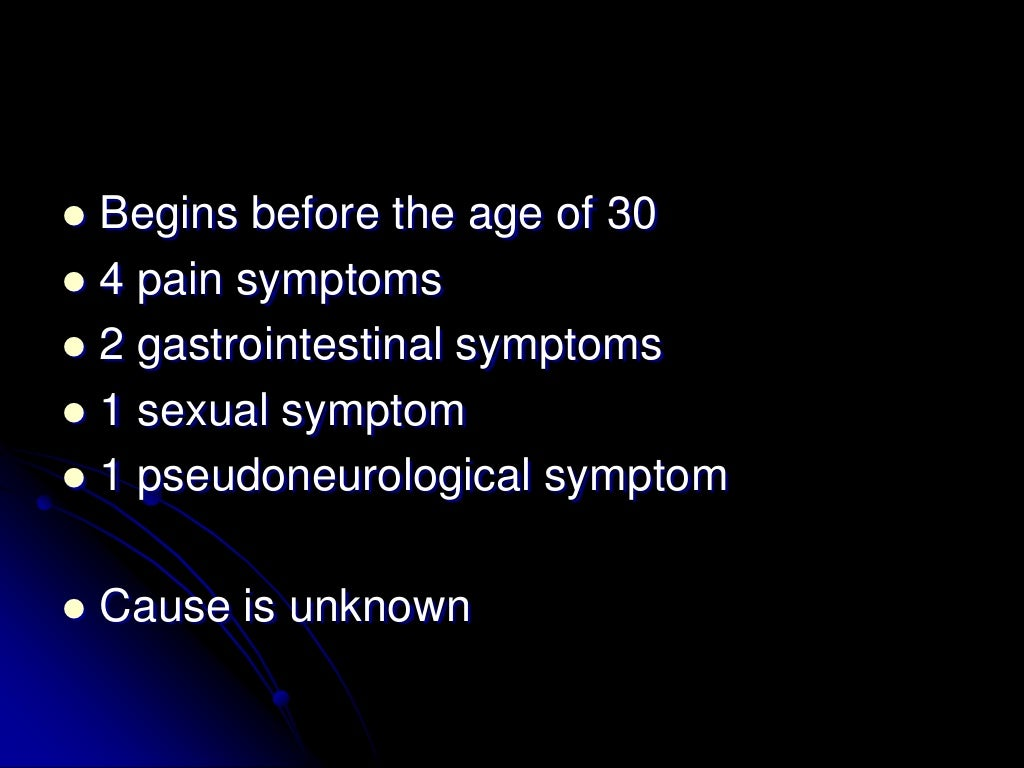 ● Begins before the age of 30
● 4 pain symptoms
● 2 gastrointestinal symptoms
● 1 sexual symptom
● 1 pseudoneurological symptom
● Cause is unknown